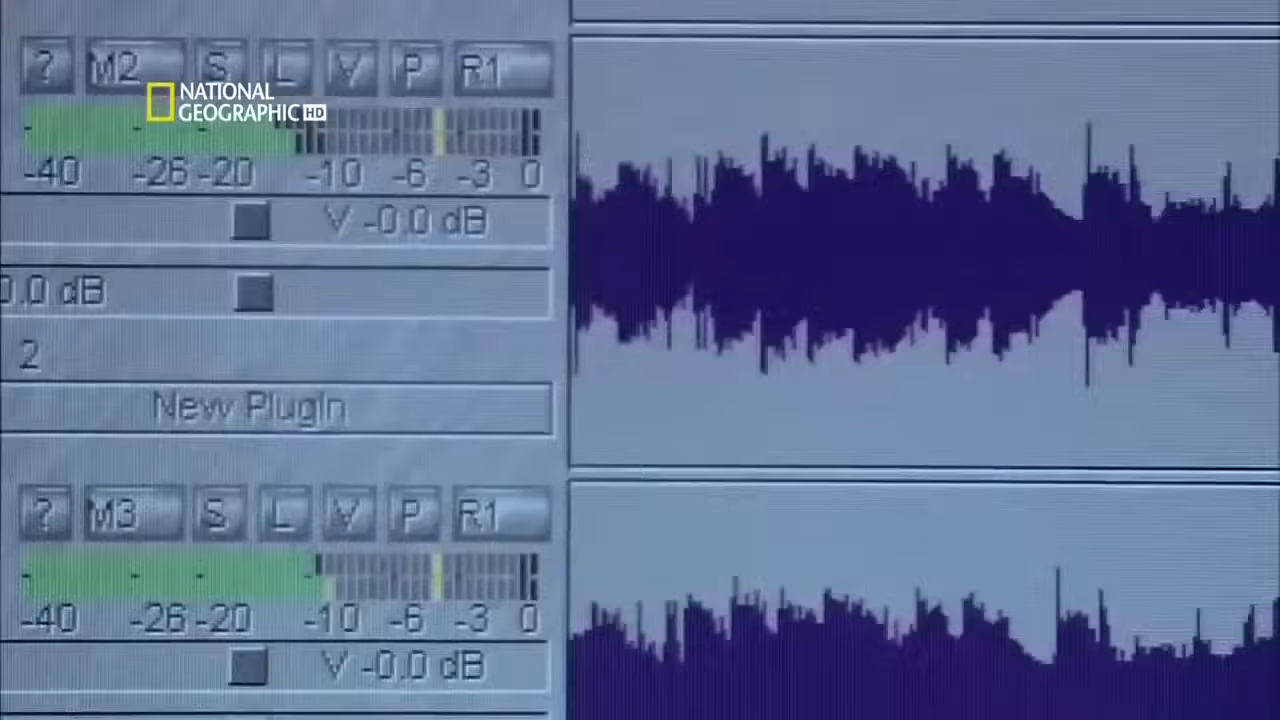 ? M2 S L V P R1
NATIONAL
GEOGRAPHIC HD
-40 -26 -20 -10 -6 -3 0
V -0.0 dB
0.0 dB
2
New PlugIn
? M3 S L V P R1
-40 -26 -20 -10 -6 -3 0
V -0.0 dB